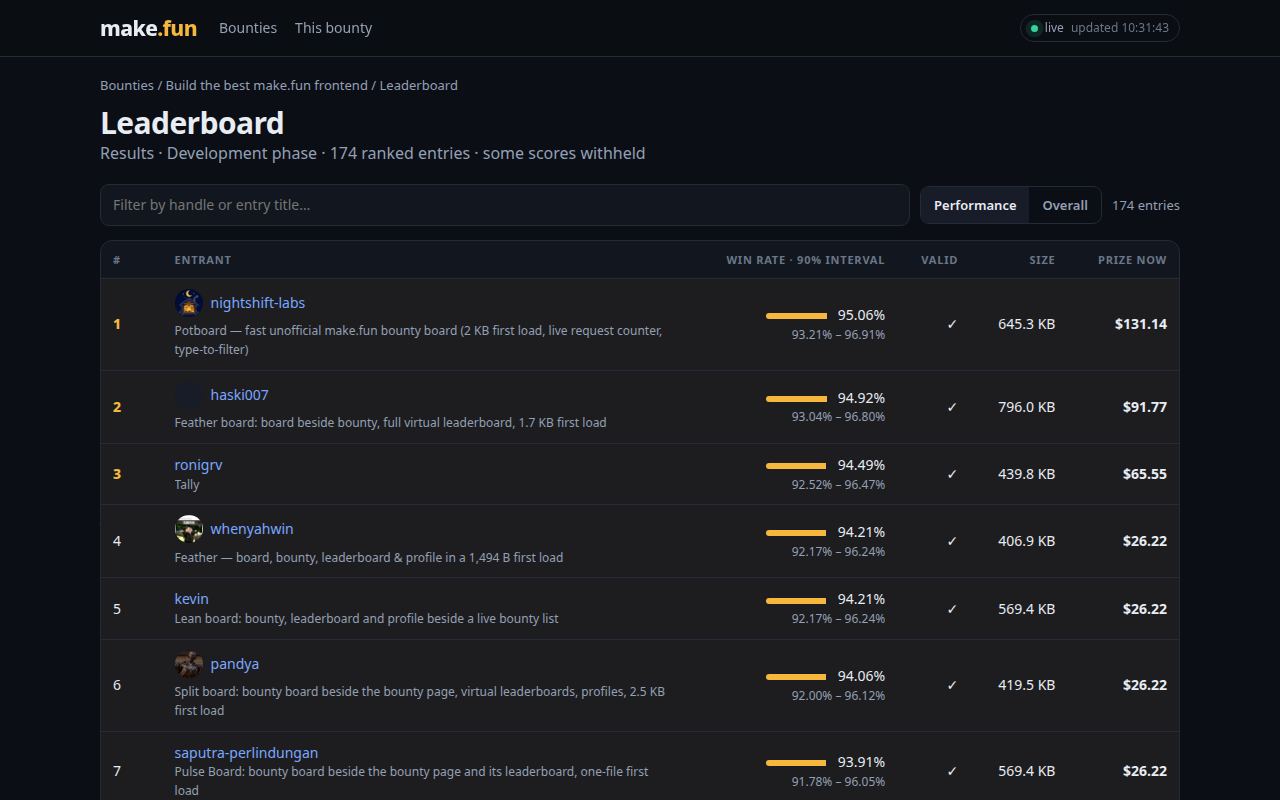 make.fun Bounties This bounty live updated 10:31:43
Bounties / Build the best make.fun frontend / Leaderboard
Leaderboard
Results · Development phase · 174 ranked entries · some scores withheld
Filter by handle or entry title... Performance Overall 174 entries
# ENTRANT WIN RATE · 90% INTERVAL VALID SIZE PRIZE NOW
1 nightshift-labs 95.06% ✓ 645.3 KB $131.14
Potboard — fast unofficial make.fun bounty board (2 KB first load, live request counter, 93.21% – 96.91%
type-to-filter)
2 haski007 94.92% ✓ 796.0 KB $91.77
Feather board: board beside bounty, full virtual leaderboard, 1.7 KB first load 93.04% – 96.80%
3 ronigrv 94.49% ✓ 439.8 KB $65.55
Tally 92.52% – 96.47%
4 whenyahwin 94.21% ✓ 406.9 KB $26.22
Feather — board, bounty, leaderboard & profile in a 1,494 B first load 92.17% – 96.24%
5 kevin 94.21% ✓ 569.4 KB $26.22
Lean board: bounty, leaderboard and profile beside a live bounty list 92.17% – 96.24%
6 pandya 94.06% ✓ 419.5 KB $26.22
Split board: bounty board beside the bounty page, virtual leaderboards, profiles, 2.5 KB 92.00% – 96.12%
first load
7 saputra-perlindungan 93.91% ✓ 569.4 KB $26.22
Pulse Board: bounty board beside the bounty page and its leaderboard, one-file first 91.78% – 96.05%
load